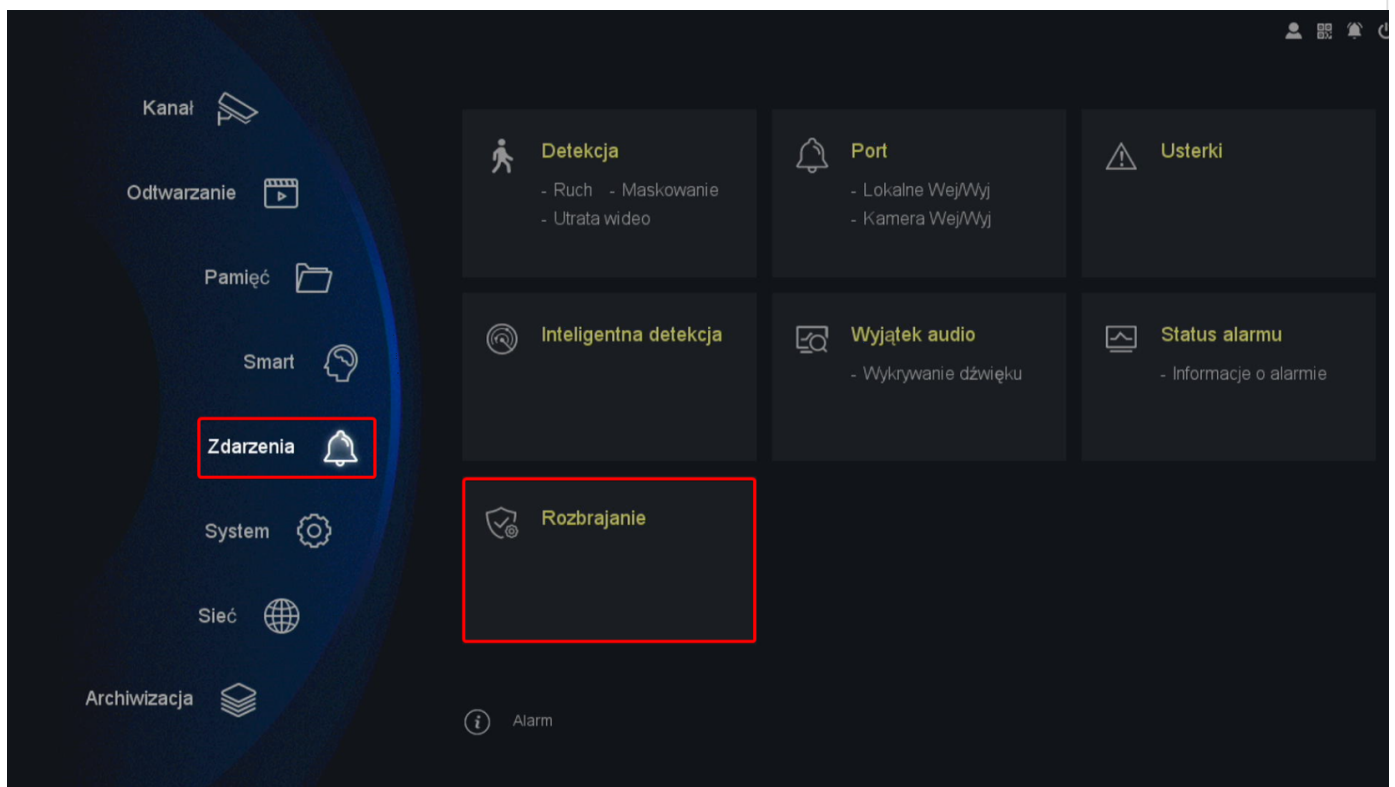 Kanał
Odtwarzanie
Pamięć
Smart
Zdarzenia
System
Sieć
Archiwizacja
Detekcja
- Ruch - Maskowanie
- Utrata wideo
Port
- Lokalne Wej/Wyj
- Kamera Wej/Wyj
Usterki
Inteligentna detekcja
Wyjątek audio
- Wykrywanie dźwięku
Status alarmu
- Informacje o alarmie
Rozbrajanie
Alarm